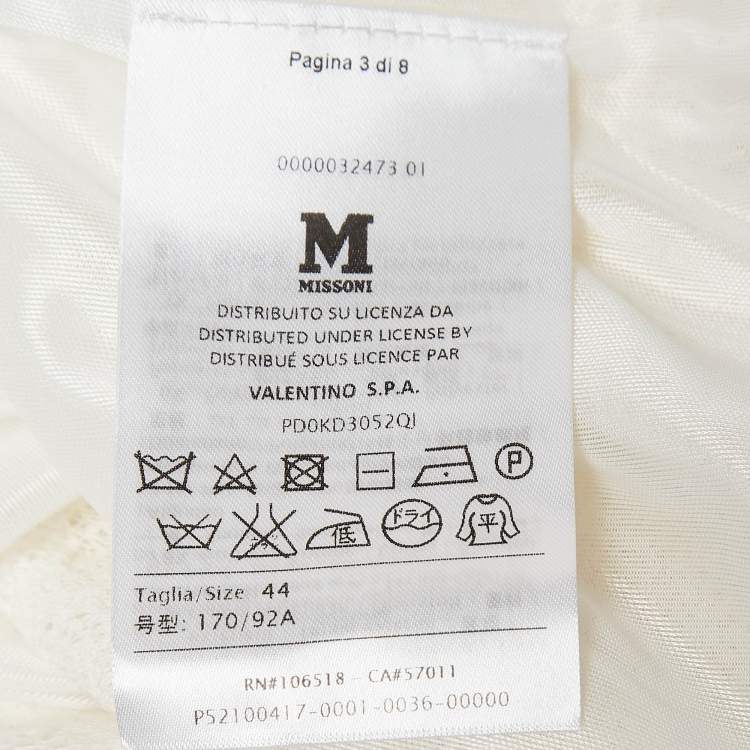 Pagina 3 di 8
0000032473 01
M
MISSONI
DISTRIBUITO SU LICENZA DA
DISTRIBUTED UNDER LICENSE BY
DISTRIBUÉ SOUS LICENCE PAR
VALENTINO S.P.A.
PD0KD3052QI
P
低 ドライ 平
Taglia/Size 44
号型: 170/92A
RN#106518 - CA#57011
P52100417-0001-0036-00000